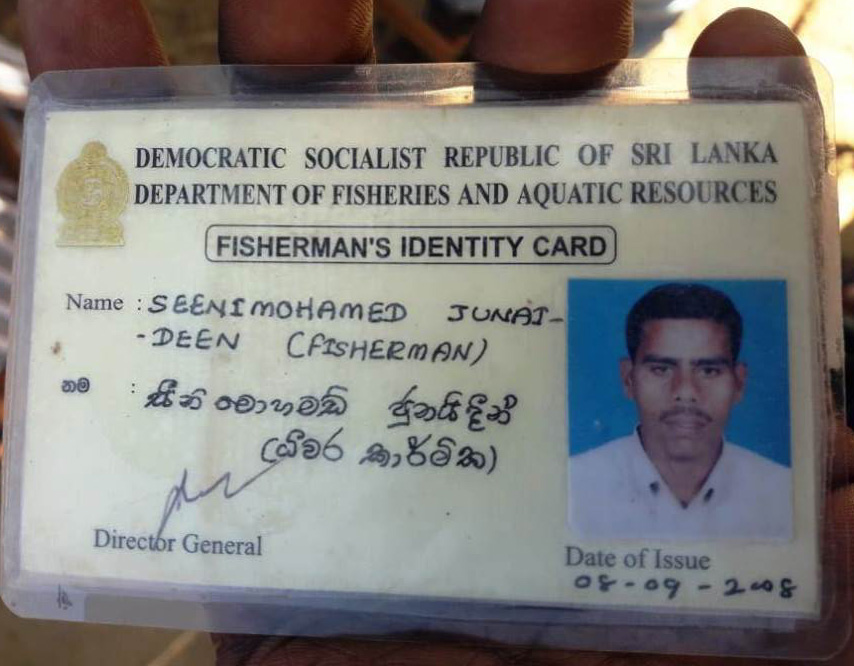 DEMOCRATIC SOCIALIST REPUBLIC OF SRI LANKA
DEPARTMENT OF FISHERIES AND AQUATIC RESOURCES
FISHERMAN'S IDENTITY CARD
Name : SEENIMOHAMED JUNAI-
-DEEN (FISHERMAN)
නම : සීනි මොහමඩ් ජුනයිදීන්
(ධීවර කාර්මික)
Director General
Date of Issue
08-09-2008